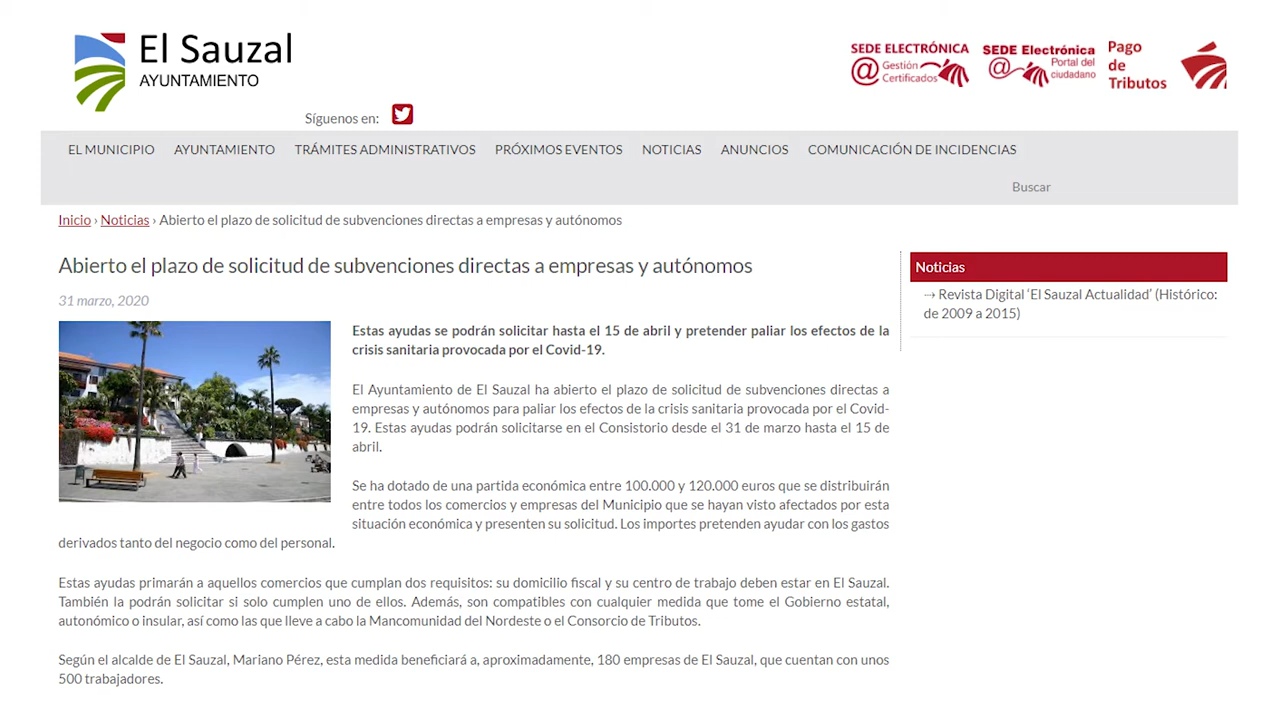 El Sauzal
AYUNTAMIENTO
SEDE ELECTRÓNICA
@ Gestión
Certificados
SEDE Electrónica
@ Portal del
ciudadano
Pago
de
Tributos
Síguenos en:
EL MUNICIPIO AYUNTAMIENTO TRÁMITES ADMINISTRATIVOS PRÓXIMOS EVENTOS NOTICIAS ANUNCIOS COMUNICACIÓN DE INCIDENCIAS
Buscar
Inicio › Noticias › Abierto el plazo de solicitud de subvenciones directas a empresas y autónomos
Abierto el plazo de solicitud de subvenciones directas a empresas y autónomos
31 marzo, 2020
Estas ayudas se podrán solicitar hasta el 15 de abril y pretender paliar los efectos de la
crisis sanitaria provocada por el Covid-19.
El Ayuntamiento de El Sauzal ha abierto el plazo de solicitud de subvenciones directas a
empresas y autónomos para paliar los efectos de la crisis sanitaria provocada por el Covid-
19. Estas ayudas podrán solicitarse en el Consistorio desde el 31 de marzo hasta el 15 de
abril.
Se ha dotado de una partida económica entre 100.000 y 120.000 euros que se distribuirán
entre todos los comercios y empresas del Municipio que se hayan visto afectados por esta
situación económica y presenten su solicitud. Los importes pretenden ayudar con los gastos
derivados tanto del negocio como del personal.
Estas ayudas primarán a aquellos comercios que cumplan dos requisitos: su domicilio fiscal y su centro de trabajo deben estar en El Sauzal.
También la podrán solicitar si solo cumplen uno de ellos. Además, son compatibles con cualquier medida que tome el Gobierno estatal,
autonómico o insular, así como las que lleve a cabo la Mancomunidad del Nordeste o el Consorcio de Tributos.
Según el alcalde de El Sauzal, Mariano Pérez, esta medida beneficiará a, aproximadamente, 180 empresas de El Sauzal, que cuentan con unos
500 trabajadores.
Noticias
⇢ Revista Digital ‘El Sauzal Actualidad’ (Histórico:
de 2009 a 2015)